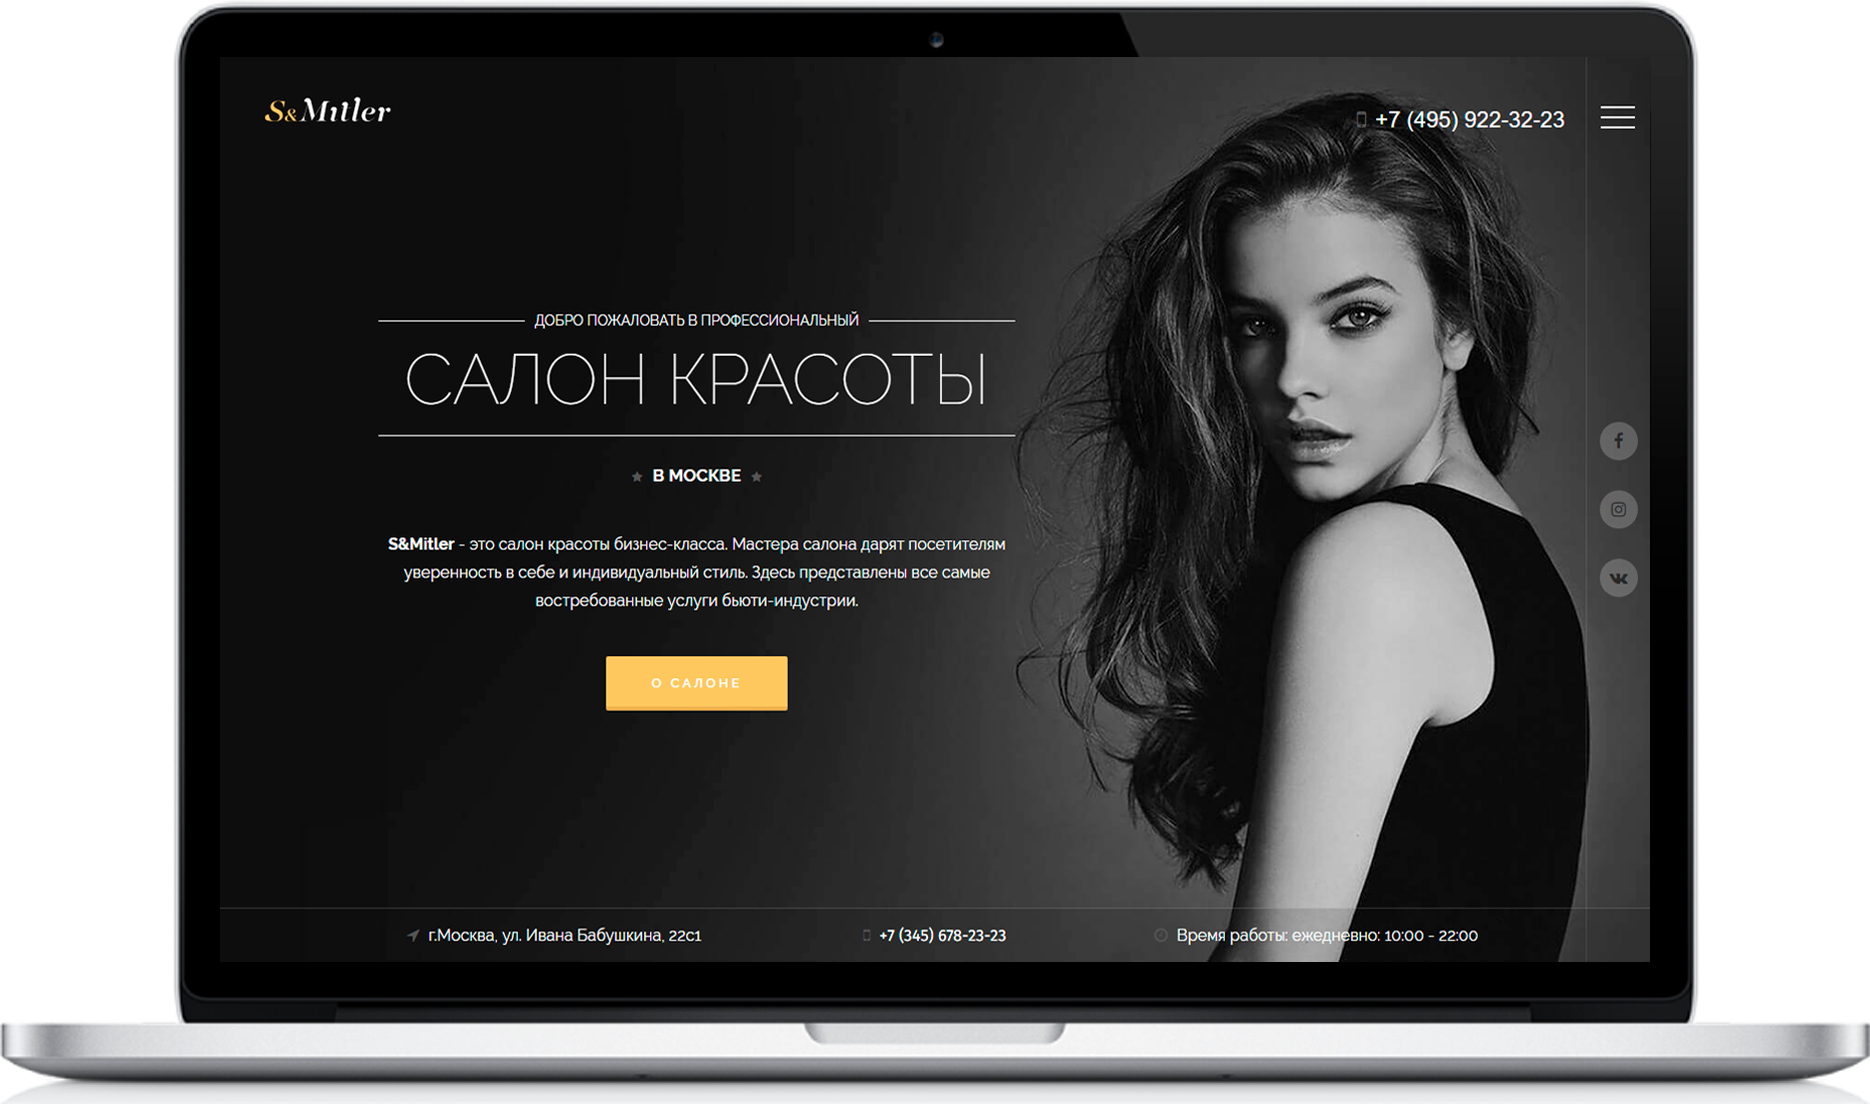 S&Mitler
+7 (495) 922-32-23
ДОБРО ПОЖАЛОВАТЬ В ПРОФЕССИОНАЛЬНЫЙ
САЛОН КРАСОТЫ
В МОСКВЕ
S&Mitler - это салон красоты бизнес-класса. Мастера салона дарят посетителям
уверенность в себе и индивидуальный стиль. Здесь представлены все самые
востребованные услуги бьюти-индустрии.
О САЛОНЕ
г.Москва, ул. Ивана Бабушкина, 22с1
+7 (345) 678-23-23
Время работы: ежедневно: 10:00 - 22:00